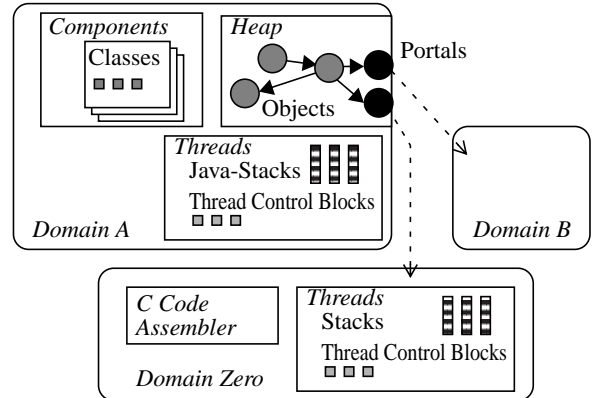 Components
Classes
Heap
Portals
Objects
Threads
Java-Stacks
Thread Control Blocks
Domain A
Domain B
C Code
Assembler
Threads
Stacks
Thread Control Blocks
Domain Zero